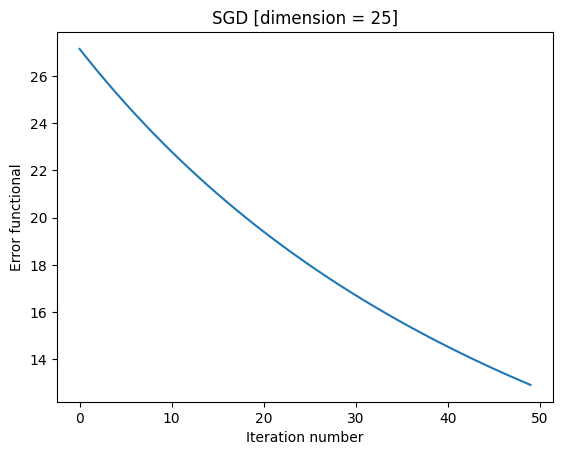 SGD [dimension = 25]
Error functional
26
24
22
20
18
16
14
0 10 20 30 40 50
Iteration number